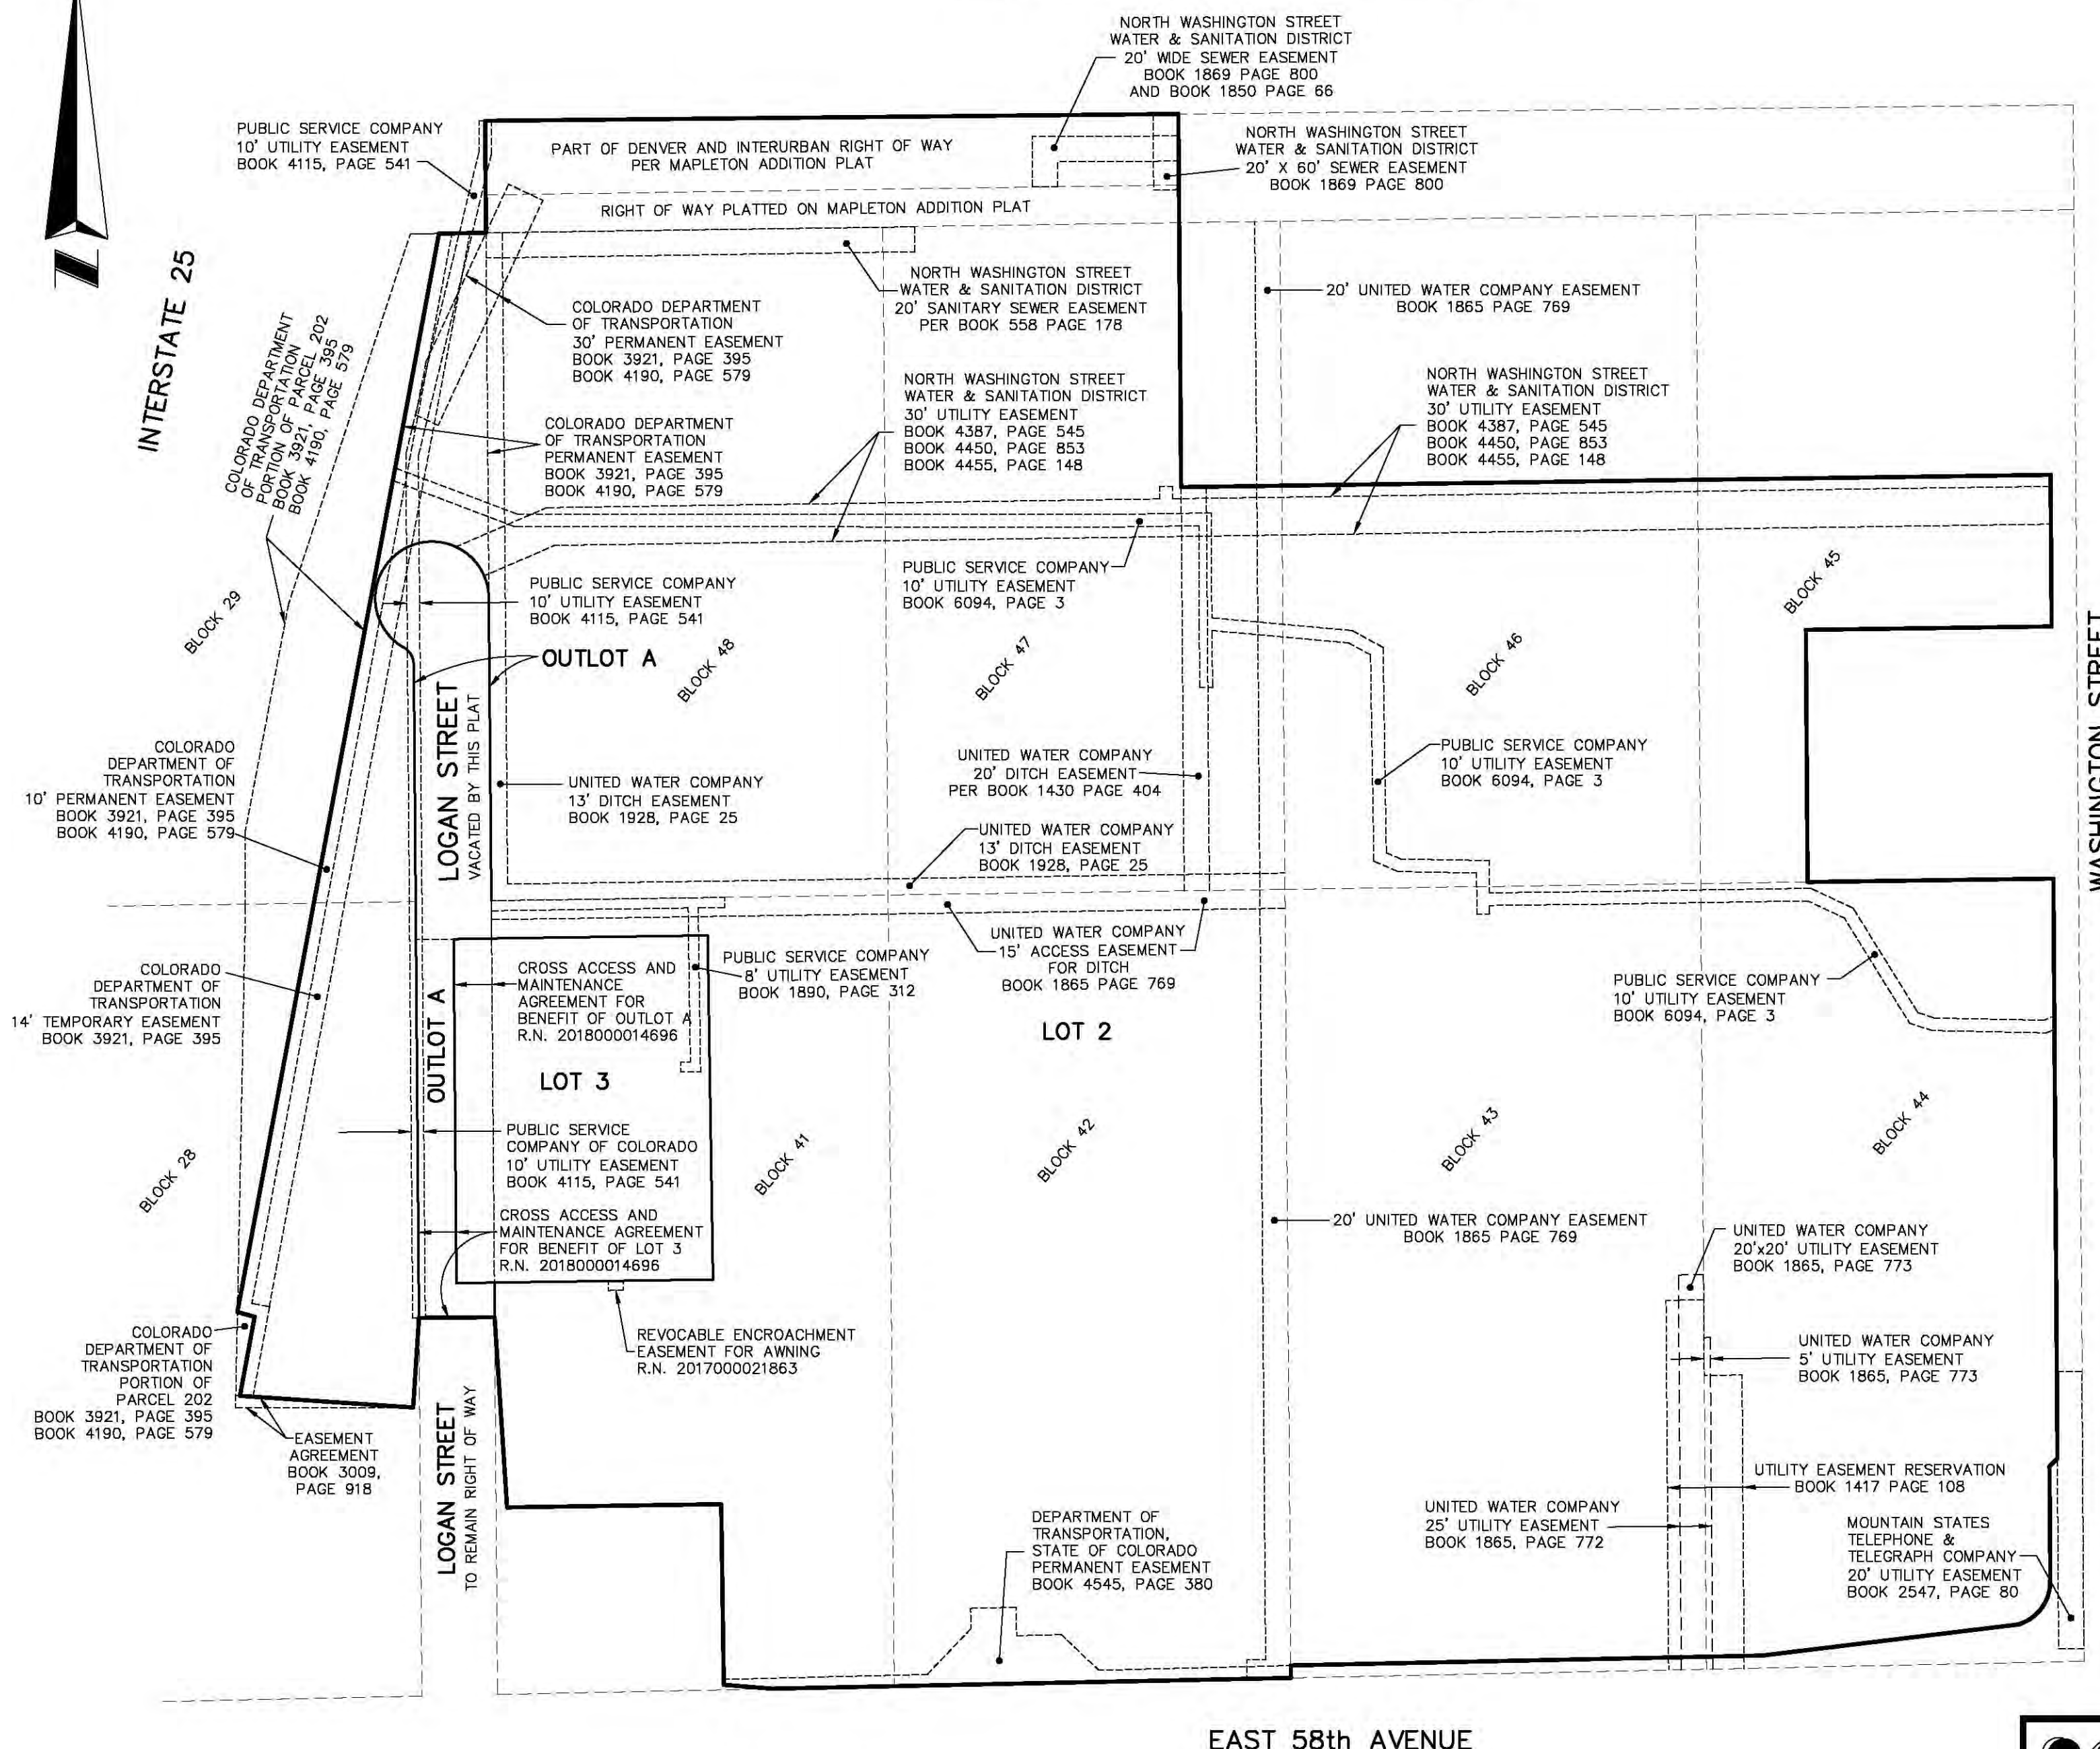 NORTH WASHINGTON STREET
WATER & SANITATION DISTRICT
20' WIDE SEWER EASEMENT
BOOK 1869 PAGE 800
AND BOOK 1850 PAGE 66
PUBLIC SERVICE COMPANY
10' UTILITY EASEMENT
BOOK 4115, PAGE 541
PART OF DENVER AND INTERURBAN RIGHT OF WAY
PER MAPLETON ADDITION PLAT
NORTH WASHINGTON STREET
WATER & SANITATION DISTRICT
20' X 60' SEWER EASEMENT
BOOK 1869 PAGE 800
RIGHT OF WAY PLATTED ON MAPLETON ADDITION PLAT
N
INTERSTATE 25
COLORADO DEPARTMENT
OF TRANSPORTATION
PORTION OF PARCEL 202
BOOK 3921, PAGE 395
BOOK 4190, PAGE 579
COLORADO DEPARTMENT
OF TRANSPORTATION
30' PERMANENT EASEMENT
BOOK 3921, PAGE 395
BOOK 4190, PAGE 579
NORTH WASHINGTON STREET
WATER & SANITATION DISTRICT
20' SANITARY SEWER EASEMENT
PER BOOK 558 PAGE 178
20' UNITED WATER COMPANY EASEMENT
BOOK 1865 PAGE 769
COLORADO DEPARTMENT
OF TRANSPORTATION
PERMANENT EASEMENT
BOOK 3921, PAGE 395
BOOK 4190, PAGE 579
NORTH WASHINGTON STREET
WATER & SANITATION DISTRICT
30' UTILITY EASEMENT
BOOK 4387, PAGE 545
BOOK 4450, PAGE 853
BOOK 4455, PAGE 148
NORTH WASHINGTON STREET
WATER & SANITATION DISTRICT
30' UTILITY EASEMENT
BOOK 4387, PAGE 545
BOOK 4450, PAGE 853
BOOK 4455, PAGE 148
BLOCK 29
PUBLIC SERVICE COMPANY
10' UTILITY EASEMENT
BOOK 4115, PAGE 541
PUBLIC SERVICE COMPANY
10' UTILITY EASEMENT
BOOK 6094, PAGE 3
BLOCK 45
OUTLOT A
BLOCK 48
BLOCK 47
BLOCK 46
WASHINGTON STREET
LOGAN STREET
VACATED BY THIS PLAT
COLORADO
DEPARTMENT OF
TRANSPORTATION
10' PERMANENT EASEMENT
BOOK 3921, PAGE 395
BOOK 4190, PAGE 579
UNITED WATER COMPANY
13' DITCH EASEMENT
BOOK 1928, PAGE 25
UNITED WATER COMPANY
20' DITCH EASEMENT
PER BOOK 1430 PAGE 404
PUBLIC SERVICE COMPANY
10' UTILITY EASEMENT
BOOK 6094, PAGE 3
UNITED WATER COMPANY
13' DITCH EASEMENT
BOOK 1928, PAGE 25
COLORADO
DEPARTMENT OF
TRANSPORTATION
14' TEMPORARY EASEMENT
BOOK 3921, PAGE 395
OUTLOT A
CROSS ACCESS AND
MAINTENANCE
AGREEMENT FOR
BENEFIT OF OUTLOT A
R.N. 2018000014696
PUBLIC SERVICE COMPANY
8' UTILITY EASEMENT
BOOK 1890, PAGE 312
UNITED WATER COMPANY
15' ACCESS EASEMENT
FOR DITCH
BOOK 1865 PAGE 769
PUBLIC SERVICE COMPANY
10' UTILITY EASEMENT
BOOK 6094, PAGE 3
LOT 2
LOT 3
BLOCK 28
PUBLIC SERVICE
COMPANY OF COLORADO
10' UTILITY EASEMENT
BOOK 4115, PAGE 541
BLOCK 41
BLOCK 42
BLOCK 43
BLOCK 44
CROSS ACCESS AND
MAINTENANCE AGREEMENT
FOR BENEFIT OF LOT 3
R.N. 2018000014696
20' UNITED WATER COMPANY EASEMENT
BOOK 1865 PAGE 769
UNITED WATER COMPANY
20'x20' UTILITY EASEMENT
BOOK 1865, PAGE 773
COLORADO
DEPARTMENT OF
TRANSPORTATION
PORTION OF
PARCEL 202
BOOK 3921, PAGE 395
BOOK 4190, PAGE 579
REVOCABLE ENCROACHMENT
EASEMENT FOR AWNING
R.N. 2017000021863
UNITED WATER COMPANY
5' UTILITY EASEMENT
BOOK 1865, PAGE 773
EASEMENT
AGREEMENT
BOOK 3009,
PAGE 918
LOGAN STREET
TO REMAIN RIGHT OF WAY
UTILITY EASEMENT RESERVATION
BOOK 1417 PAGE 108
UNITED WATER COMPANY
25' UTILITY EASEMENT
BOOK 1865, PAGE 772
DEPARTMENT OF
TRANSPORTATION,
STATE OF COLORADO
PERMANENT EASEMENT
BOOK 4545, PAGE 380
MOUNTAIN STATES
TELEPHONE &
TELEGRAPH COMPANY
20' UTILITY EASEMENT
BOOK 2547, PAGE 80
EAST 58th AVENUE